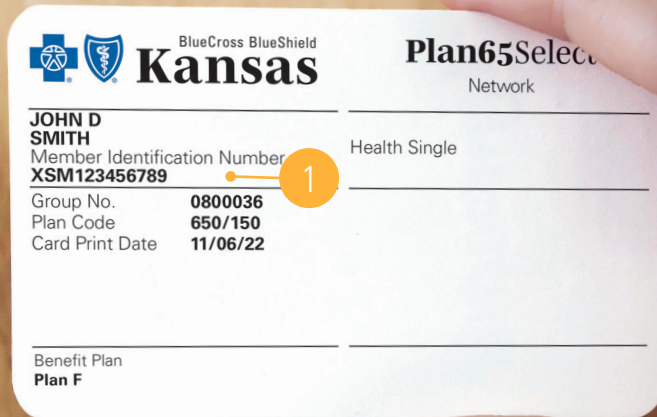 BlueCross BlueShield
Kansas
Plan65Select
Network
JOHN D
SMITH
Member Identification Number
XSM123456789
1
Health Single
Group No. 0800036
Plan Code 650/150
Card Print Date 11/06/22
Benefit Plan
Plan F